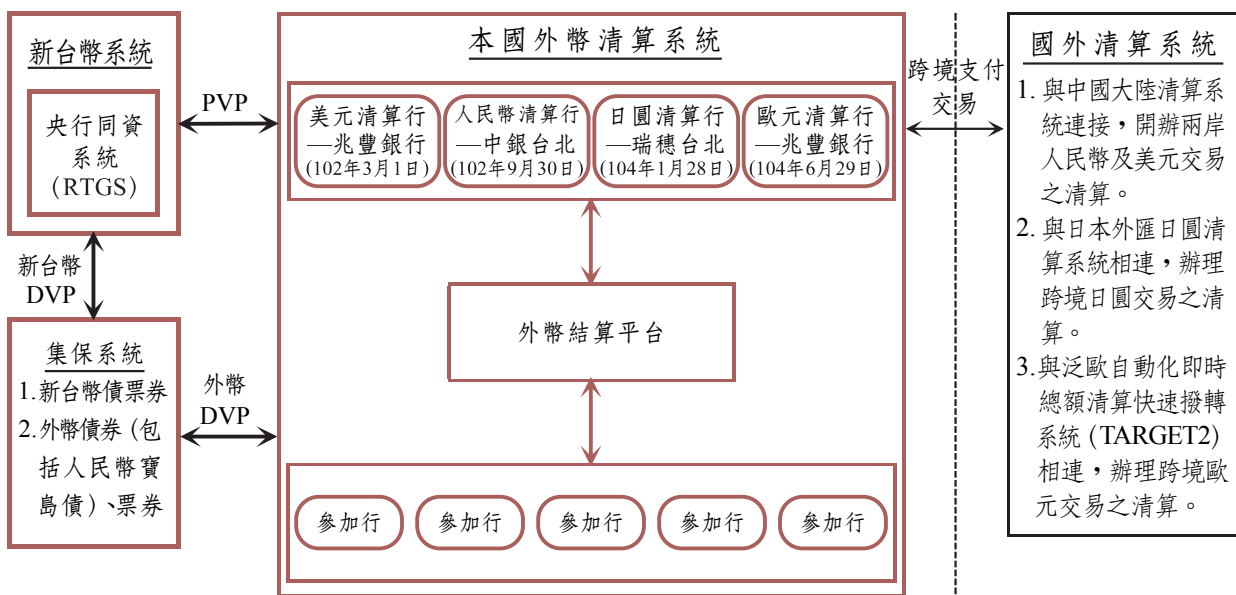 新台幣系統
央行同資
系統
(RTGS)
新台幣
DVP
集保系統
1.新台幣債票券
2.外幣債券(包
括人民幣寶
島債)、票券
PVP
外幣
DVP
本國外幣清算系統
美元清算行
—兆豐銀行
(102年3月1日)
人民幣清算行
—中銀台北
(102年9月30日)
日圓清算行
—瑞穗台北
(104年1月28日)
歐元清算行
—兆豐銀行
(104年6月29日)
外幣結算平台
參加行
參加行
參加行
參加行
參加行
跨境支付
交易
國外清算系統
1. 與中國大陸清算系
統連接，開辦兩岸
人民幣及美元交易
之清算。
2. 與日本外匯日圓清
算系統相連，辦理
跨境日圓交易之清
算。
3.與泛歐自動化即時
總額清算快速撥轉
系統(TARGET2)
相連，辦理跨境歐
元交易之清算。